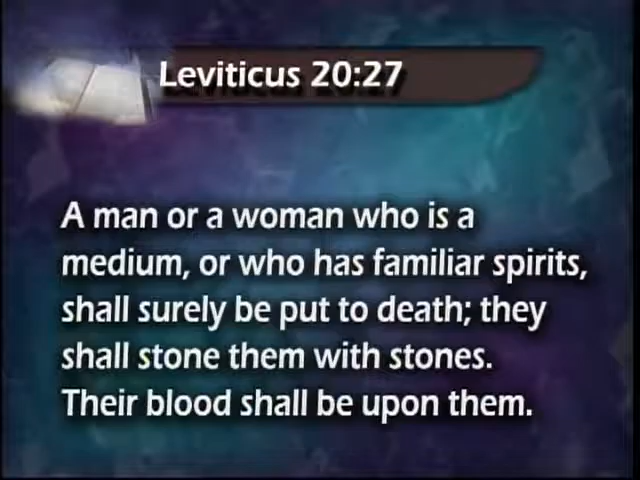 Leviticus 20:27
A man or a woman who is a
medium, or who has familiar spirits,
shall surely be put to death; they
shall stone them with stones.
Their blood shall be upon them.